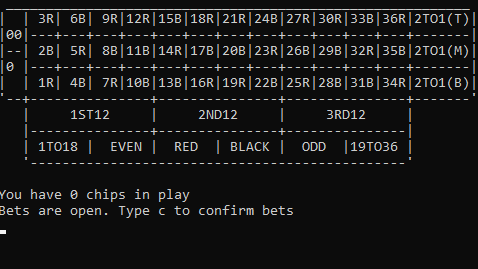 _________________________________________________________
|  | 3R| 6B| 9R|12R|15B|18R|21R|24B|27R|30R|33B|36R|2TO1(T)|
|00|---+---+---+---+---+---+---+---+---+---+---+---+-------|
|--| 2B| 5R| 8B|11B|14R|17B|20B|23R|26B|29B|32R|35B|2TO1(M)|
|0 |---+---+---+---+---+---+---+---+---+---+---+---+-------|
|  | 1R| 4B| 7R|10B|13B|16R|19R|22B|25R|28B|31B|34R|2TO1(B)|
'--+---------------+---------------+---------------+-------'
   |     1ST12     |     2ND12     |     3RD12     |
   |---------------+---------------+---------------|
   | 1TO18 |  EVEN |  RED  | BLACK |  ODD  |19TO36 |
   '-----------------------------------------------'
You have 0 chips in play
Bets are open. Type c to confirm bets